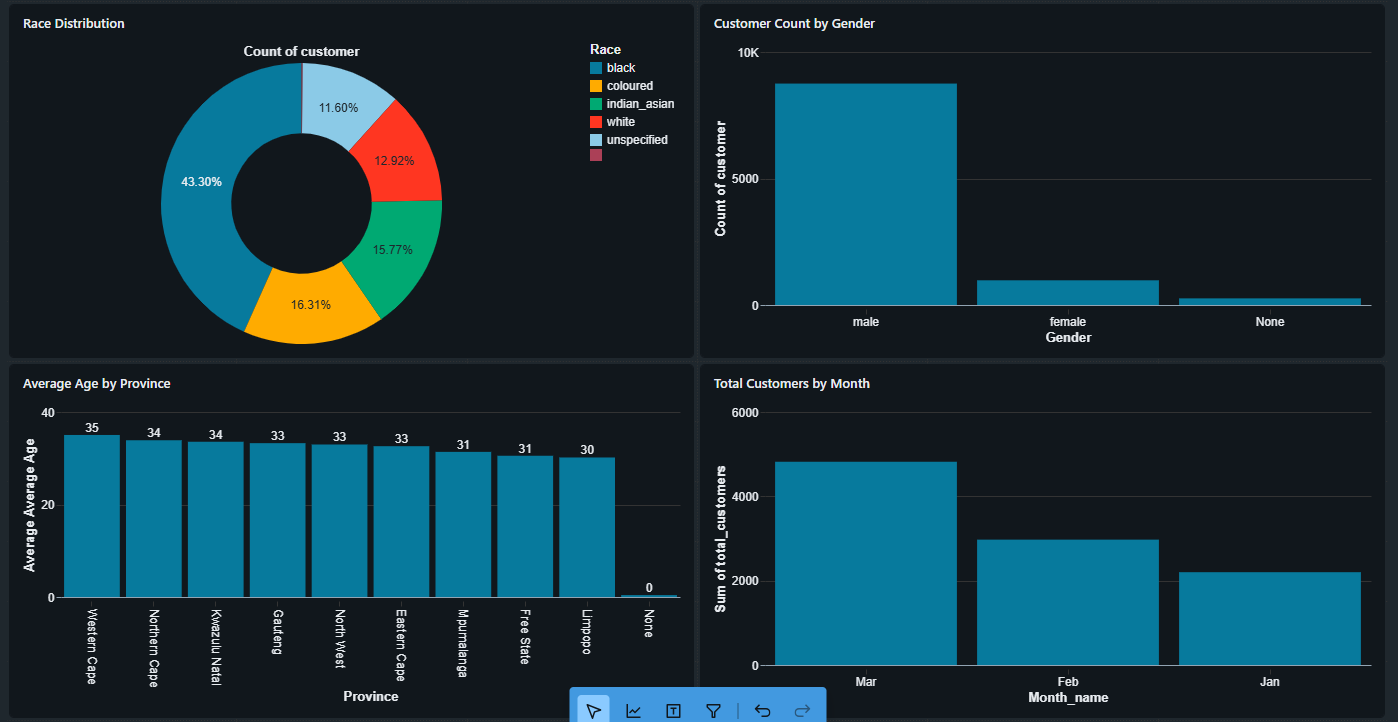 Race Distribution
Count of customer
Race
black
coloured
indian_asian
white
unspecified
11.60%
12.92%
43.30%
15.77%
16.31%
Customer Count by Gender
Count of customer
10K
5000
0
male
female
None
Gender
Average Age by Province
Average Average Age
40
20
0
35
34
34
33
33
33
31
31
30
0
Western Cape
Northern Cape
Kwazulu Natal
Gauteng
North West
Eastern Cape
Mpumalanga
Free State
Limpopo
None
Province
Total Customers by Month
Sum of total_customers
6000
4000
2000
0
Mar
Feb
Jan
Month_name